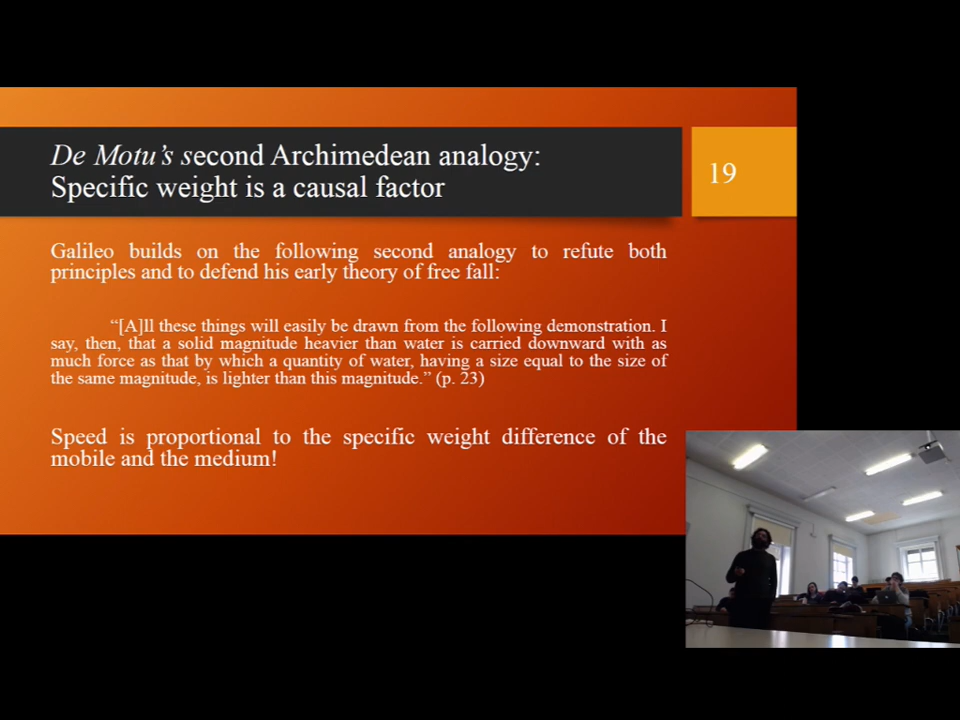 De Motu's second Archimedean analogy:
Specific weight is a causal factor
19
Galileo builds on the following second analogy to refute both
principles and to defend his early theory of free fall:
“[A]ll these things will easily be drawn from the following demonstration. I
say, then, that a solid magnitude heavier than water is carried downward with as
much force as that by which a quantity of water, having a size equal to the size of
the same magnitude, is lighter than this magnitude.” (p. 23)
Speed is proportional to the specific weight difference of the
mobile and the medium!